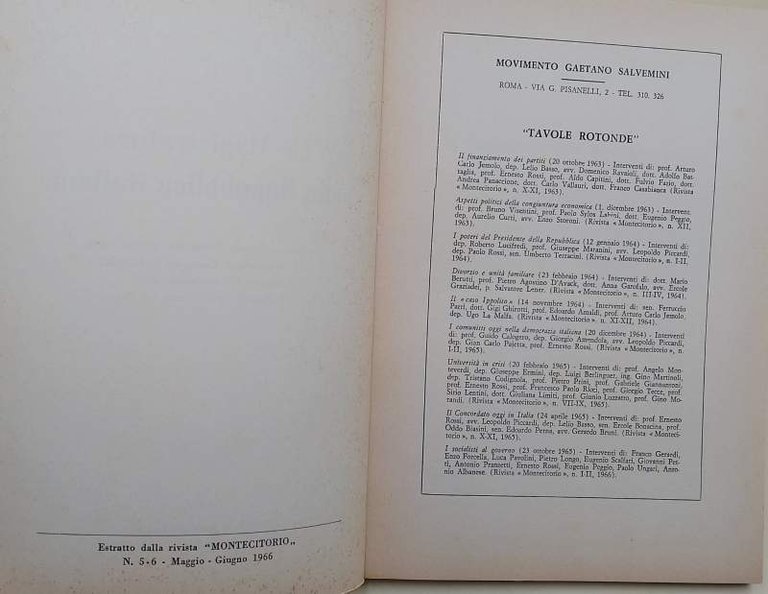 Estratto dalla rivista "MONTECITORIO„
N. 5-6 - Maggio - Giugno 1966
MOVIMENTO GAETANO SALVEMINI
ROMA - VIA G. PISANELLI, 2 - TEL. 310. 326
"TAVOLE ROTONDE"
Il finanziamento dei partiti (20 ottobre 1963) - Interventi di: prof. Arturo
Carlo Jemolo, dep. Lelio Basso, avv. Domenico Ravaioli, dott. Adolfo Bat-
taglia, prof. Ernesto Rossi, prof. Aldo Capitini, dott. Fulvio Fazio, dott.
Andrea Panaccione, dott. Carlo Vallauri, dott. Franco Casabianca (Rivista
« Montecitorio », n. X-XI, 1963).
Aspetti politici della congiuntura economica (1. dicembre 1963) - Interventi
di: prof. Bruno Visentini, prof. Paolo Sylos Labini, dott. Eugenio Peggio,
dep. Aurelio Curti, avv. Enzo Storoni. (Rivista « Montecitorio », n. XII,
1963).
I poteri del Presidente della Repubblica (12 gennaio 1964) - Interventi di:
dep. Roberto Lucifredi, prof. Giuseppe Maranini, avv. Leopoldo Piccardi,
dep. Paolo Rossi, sen. Umberto Terracini. (Rivista « Montecitorio », n. I-II,
1964).
Divorzio e unità familiare (23 febbraio 1964) - Interventi di: dott. Mario
Berutti, prof. Pietro Agostino D'Avack, dott. Anna Garofalo, avv. Ercole
Graziadei, p. Salvatore Lener. (Rivista « Montecitorio », n. III-IV, 1964).
Il « caso Ippolito » (14 novembre 1964) - Interventi di: sen. Ferruccio
Parri, dott. Gigi Ghirotti, prof. Edoardo Amaldi, prof. Arturo Carlo Jemolo,
dep. Ugo La Malfa. (Rivista « Montecitorio », n. XI-XII, 1964).
I comunisti oggi nella democrazia italiana (20 dicembre 1964) - Interventi
di: prof. Guido Calogero, dep. Giorgio Amendola, avv. Leopoldo Piccardi,
dep. Gian Carlo Pajetta, prof. Ernesto Rossi. (Rivista « Montecitorio », n.
I-II, 1965).
Università in crisi (20 febbraio 1965) - Interventi di: prof. Angelo Mon-
teverdi, dep. Giuseppe Ermini, dep. Luigi Berlinguer, ing. Gino Martinoli,
dep. Tristano Codignola, prof. Pietro Prini, prof. Gabriele Giannantoni,
prof. Ernesto Rossi, prof. Francesco Paolo Ricci, prof. Giorgio Tecce, prof.
Sirio Lentini, dott. Giuliana Limiti, prof. Gianio Lozzatto, prof. Gino Mo-
randi. (Rivista « Montecitorio », n. VII-IX, 1965).
Il Concordato oggi in Italia (24 aprile 1965) - Interventi di: prof. Ernesto
Rossi, avv. Leopoldo Piccardi, dep. Lelio Basso, sen. Ercole Bonacina, prof.
Oddo Biasini, sen. Edoardo Perna, avv. Gerardo Bruni. (Rivista « Monteci-
torio », n. X-XI, 1965).
I socialisti al governo (23 ottobre 1965) - Interventi di: Franco Gerardi,
Enzo Forcella, Luca Pavolini, Pietro Longo, Eugenio Scalfari, Giovanni Pet-
ti, Antonio Pranzetti, Ernesto Rossi, Eugenio Peggio, Paolo Ungari, Anto-
nio Albanese. (Rivista « Montecitorio », n. I-II, 1966).